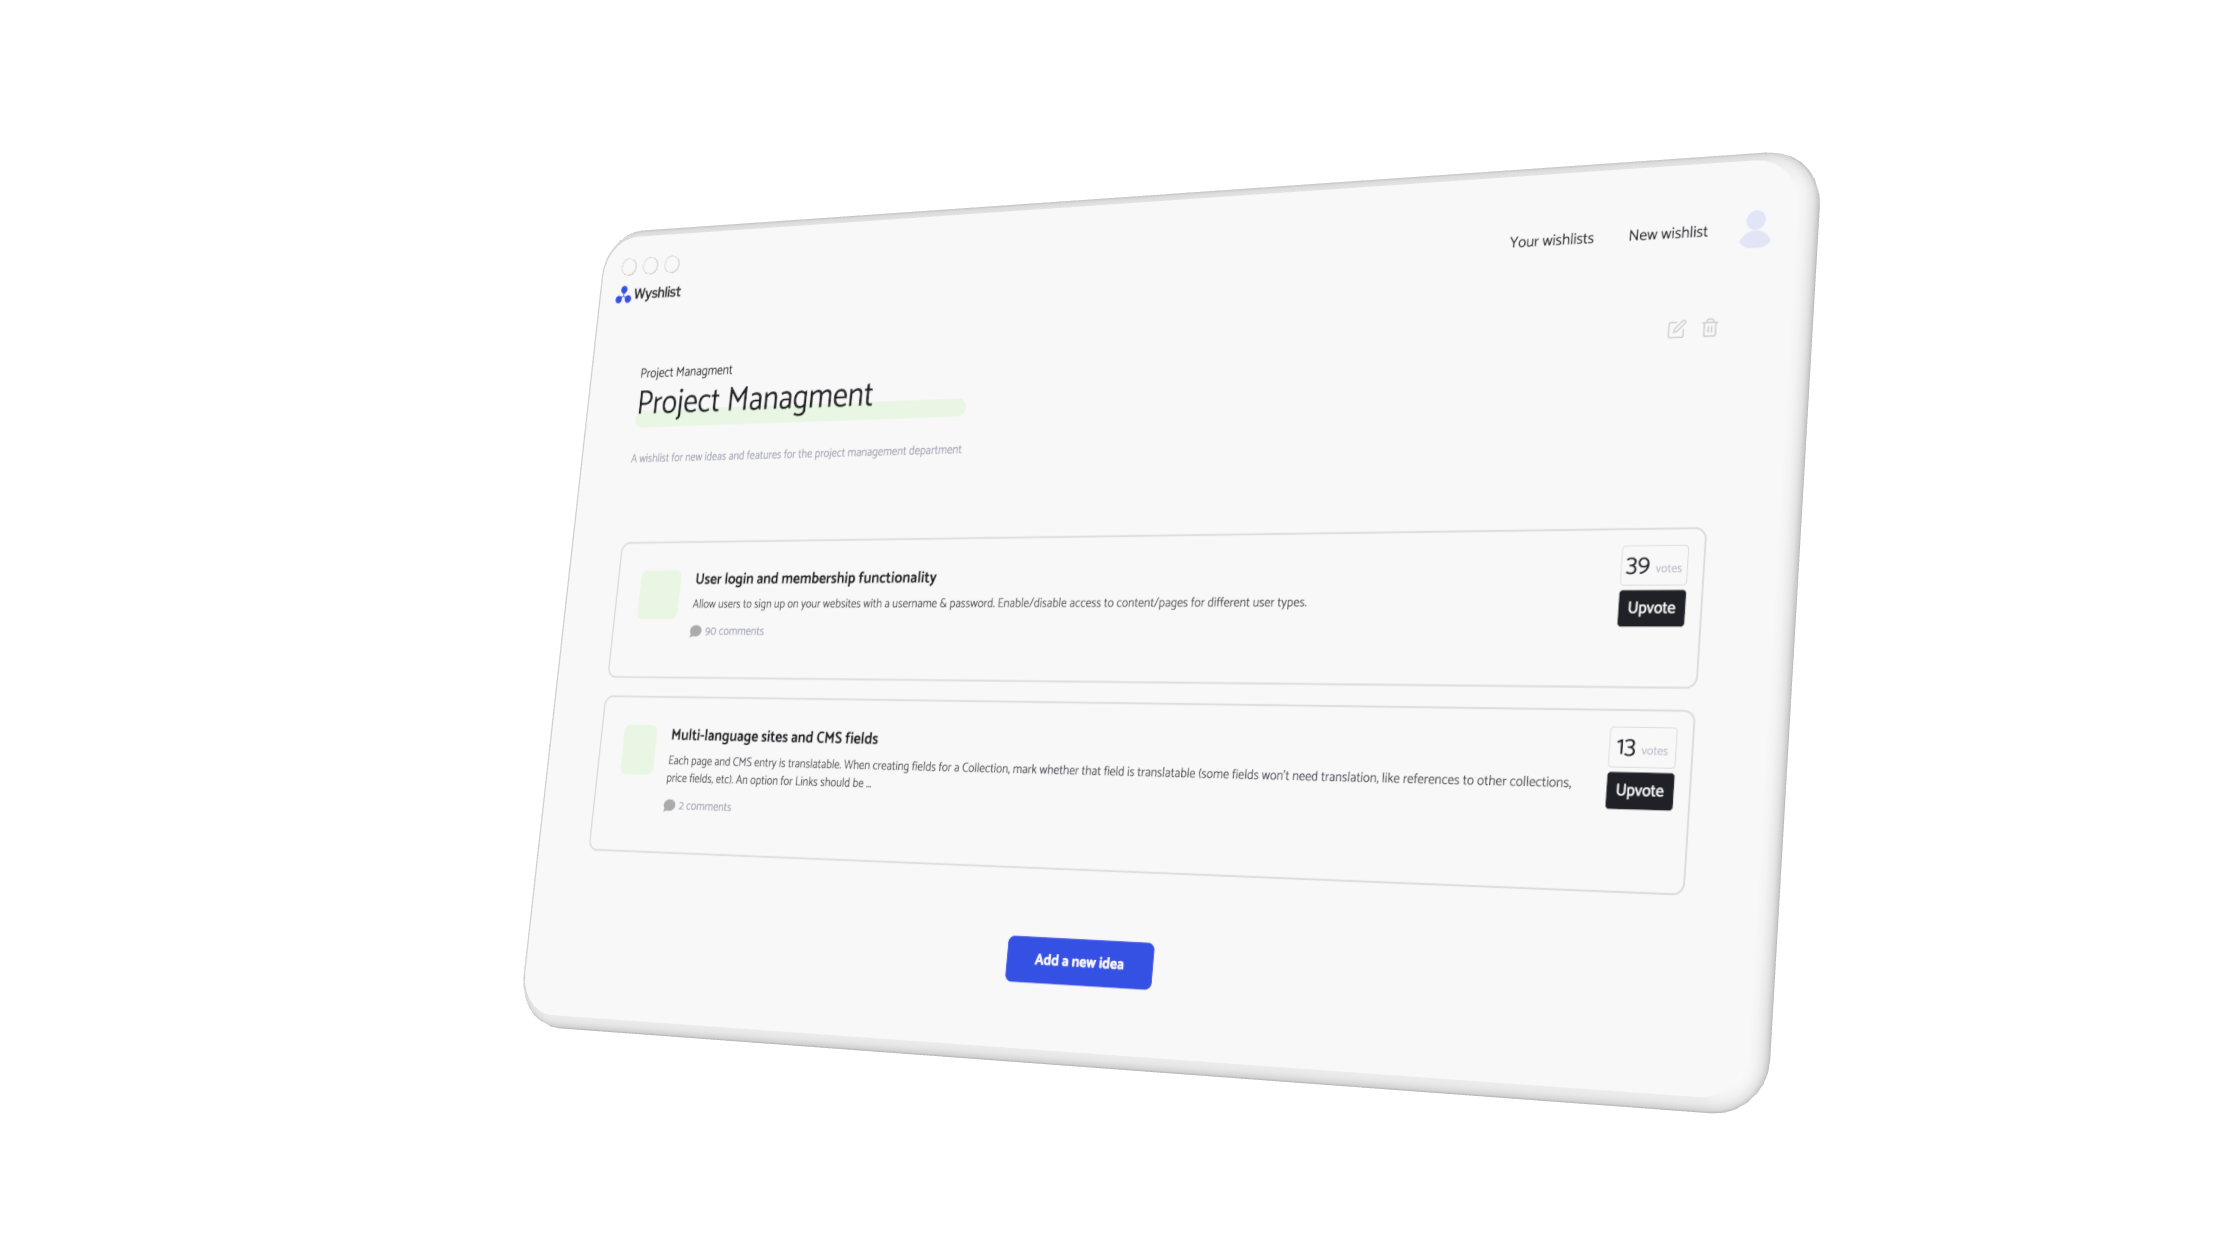 Your wishlists
New wishlist
Wyshlist
Project Managment
Project Managment
A wishlist for new ideas and features for the project management department
User login and membership functionality
Allow users to sign up on your websites with a username & password. Enable/disable access to content/pages for different user types.
90 comments
39 votes
Upvote
Multi-language sites and CMS fields
Each page and CMS entry is translatable. When creating fields for a Collection, mark whether that field is translatable (some fields won't need translation, like references to other collections,
price fields, etc). An option for Links should be ...
2 comments
13 votes
Upvote
Add a new idea